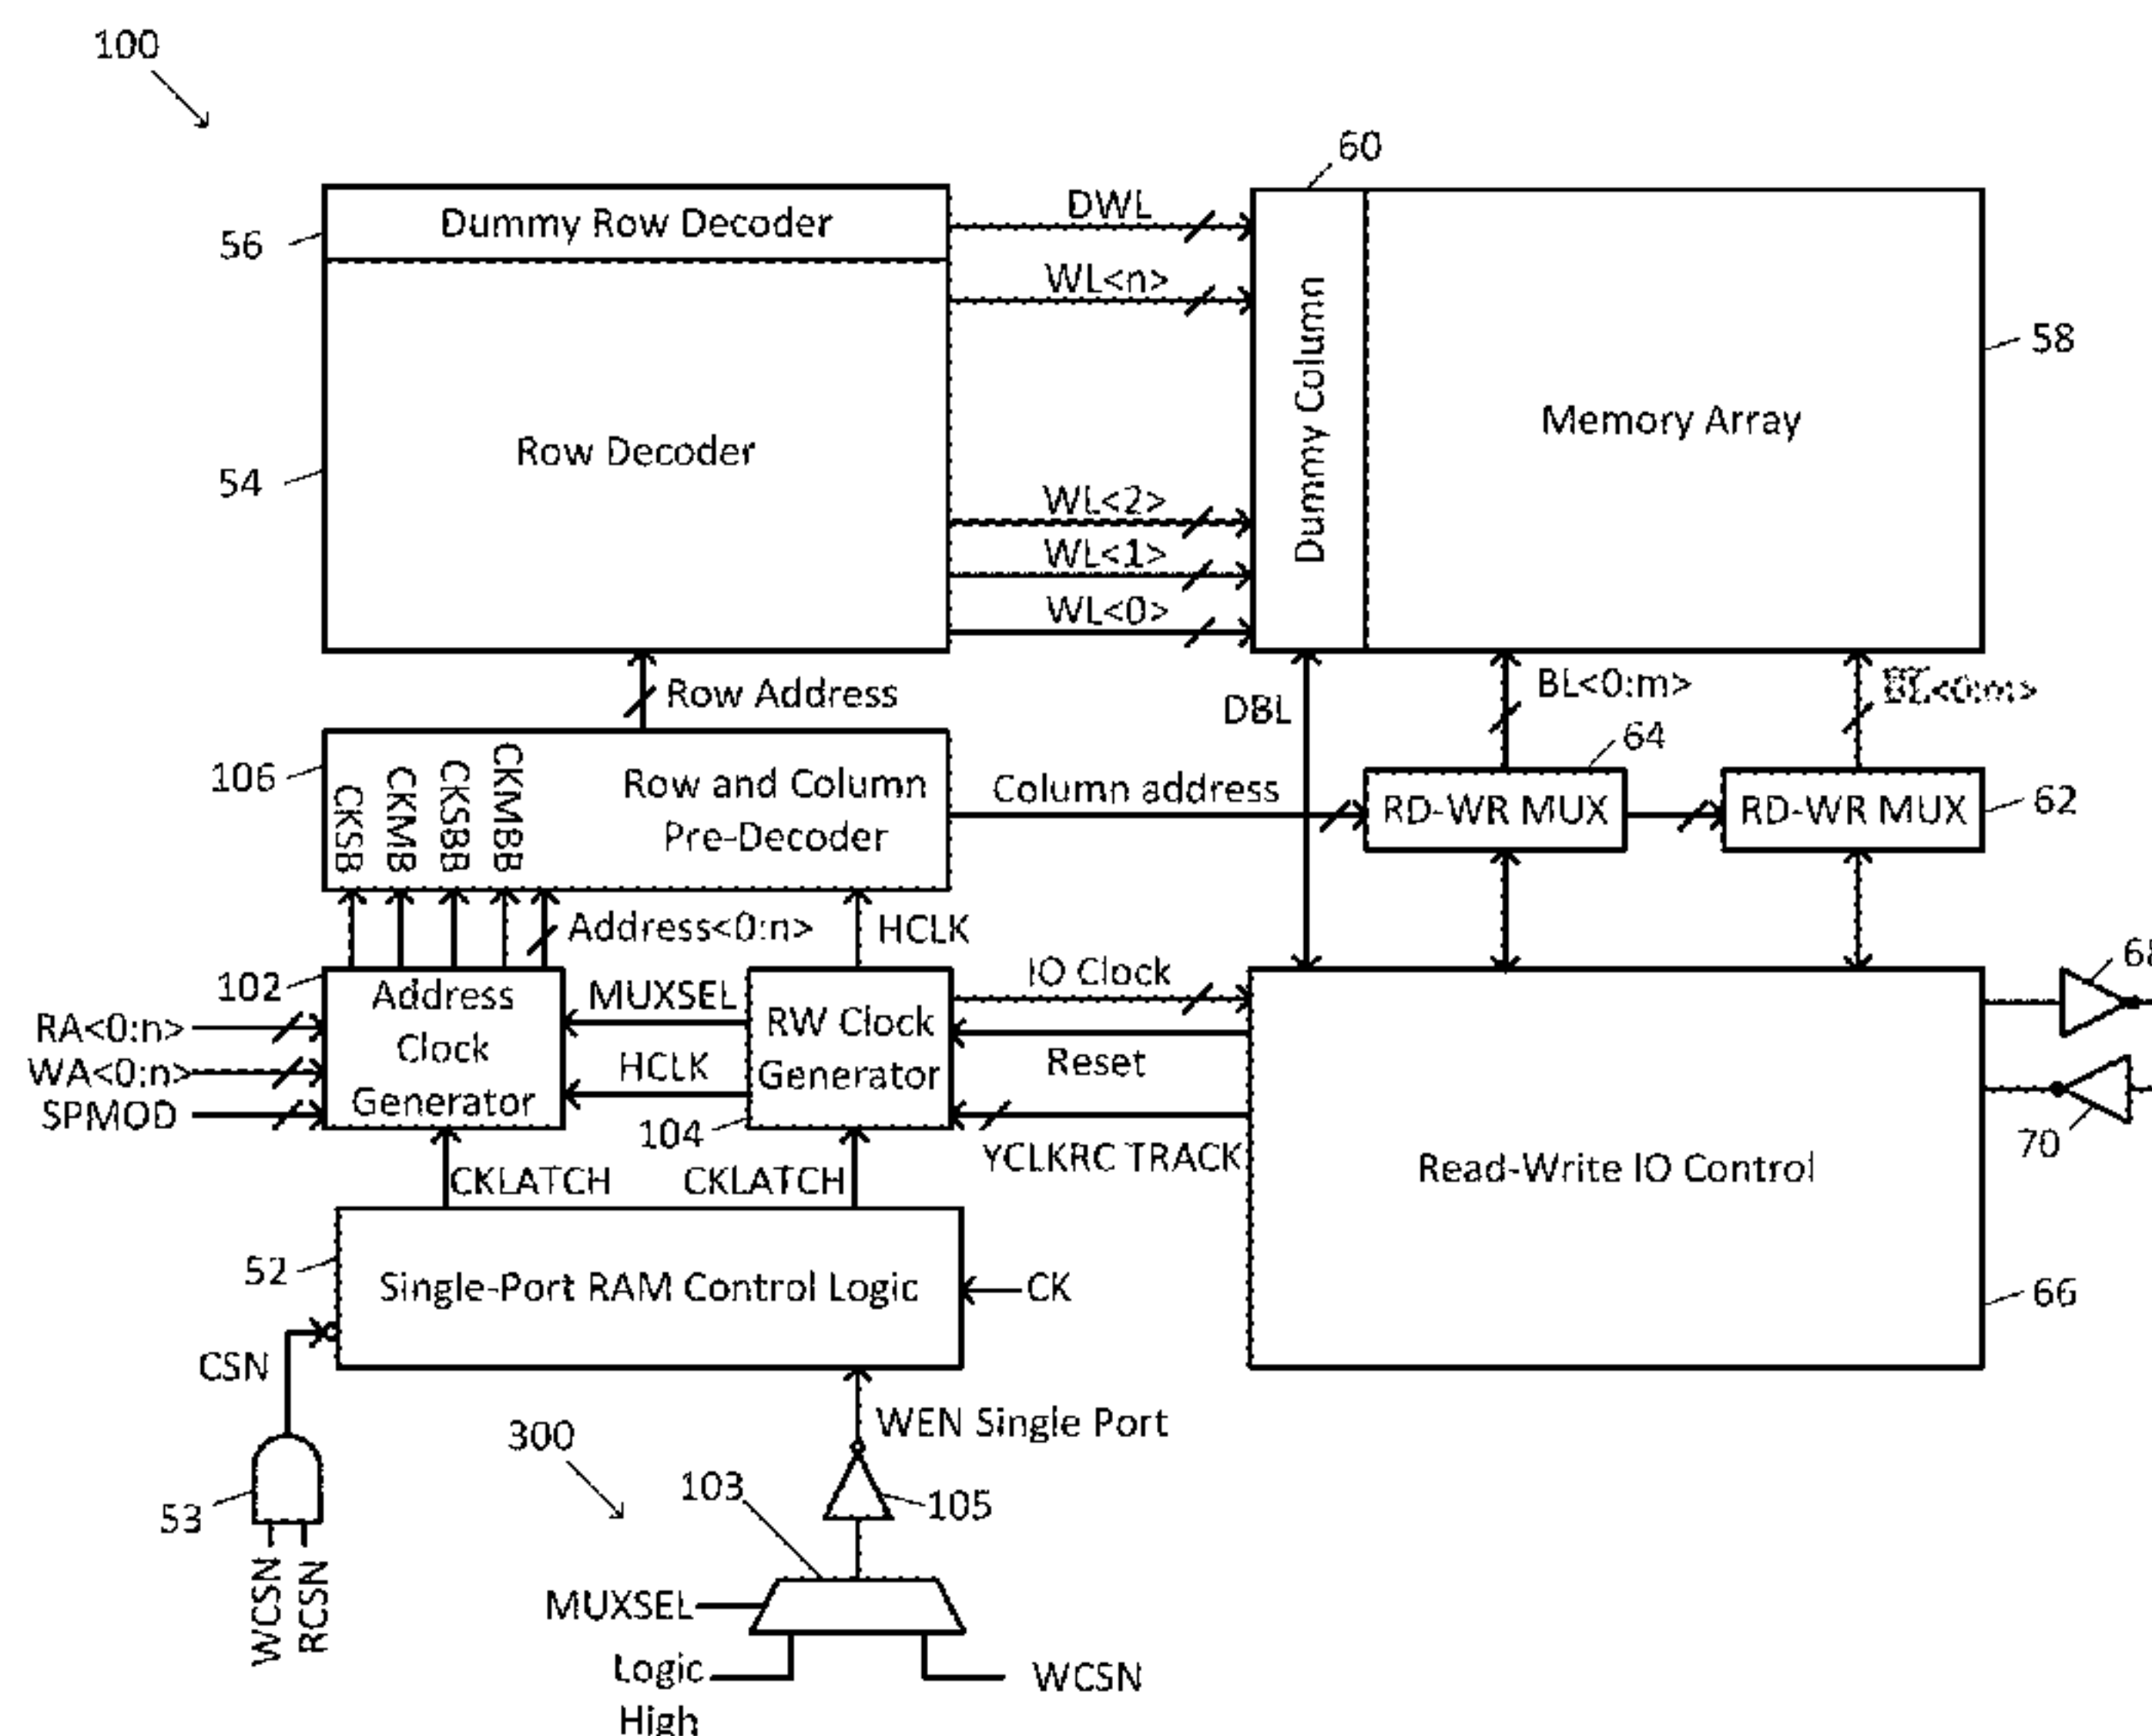 100
60
56
Dummy Row Decoder
DWL
WL<n>
Dummy Column
58
Memory Array
54
Row Decoder
WL<2>
WL<1>
WL<0>
Row Address
DBL
BL<0:m>
BL<0:m>
64
106
CKSB
CKMB
CKSBB
CKMBB
Row and Column
Pre-Decoder
Column address
RD-WR MUX
RD-WR MUX
62
Address<0:n>
HCLK
102
Address
Clock
Generator
MUXSEL
HCLK
RW Clock
Generator
104
IO Clock
Reset
YCLKRC TRACK
68
70
RA<0:n>
WA<0:n>
SPMOD
CKLATCH
CKLATCH
Read-Write IO Control
52
Single-Port RAM Control Logic
CK
66
CSN
WEN Single Port
300
53
103
105
WCSN
RCSN
MUXSEL
Logic
High
WCSN